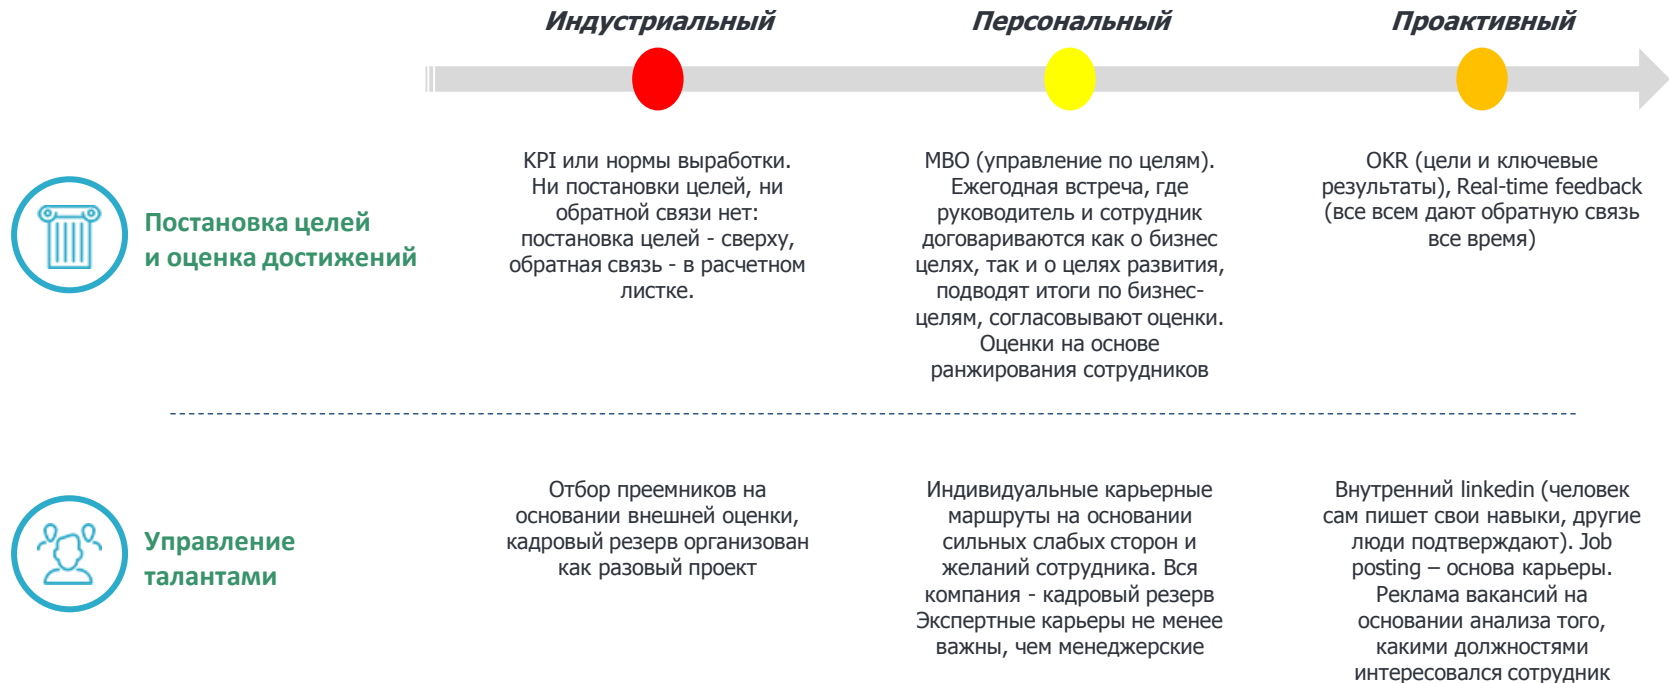 Индустриальный
Персональный
Проактивный
Постановка целей
и оценка достижений
KPI или нормы выработки.
Ни постановки целей, ни
обратной связи нет:
постановка целей - сверху,
обратная связь - в расчетном
листке.
MBO (управление по целям).
Ежегодная встреча, где
руководитель и сотрудник
договариваются как о бизнес
целях, так и о целях развития,
подводят итоги по бизнес-
целям, согласовывают оценки.
Оценки на основе
ранжирования сотрудников
OKR (цели и ключевые
результаты), Real-time feedback
(все всем дают обратную связь
все время)
Управление
талантами
Отбор преемников на
основании внешней оценки,
кадровый резерв организован
как разовый проект
Индивидуальные карьерные
маршруты на основании
сильных слабых сторон и
желаний сотрудника. Вся
компания - кадровый резерв
Экспертные карьеры не менее
важны, чем менеджерские
Внутренний linkedin (человек
сам пишет свои навыки, другие
люди подтверждают). Job
posting – основа карьеры.
Реклама вакансий на
основании анализа того,
какими должностями
интересовался сотрудник